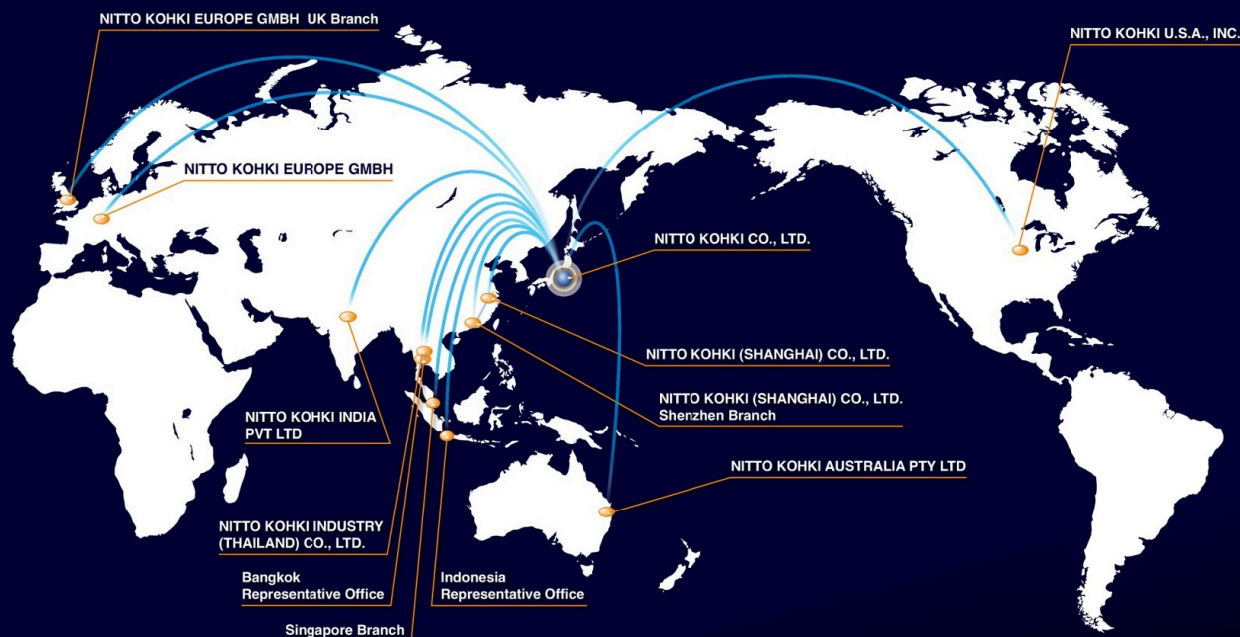 NITTO KOHKI EUROPE GMBH UK Branch
NITTO KOHKI U.S.A., INC.
NITTO KOHKI EUROPE GMBH
NITTO KOHKI CO., LTD.
NITTO KOHKI (SHANGHAI) CO., LTD.
NITTO KOHKI (SHANGHAI) CO., LTD.
Shenzhen Branch
NITTO KOHKI INDIA
PVT LTD
NITTO KOHKI AUSTRALIA PTY LTD
NITTO KOHKI INDUSTRY
(THAILAND) CO., LTD.
Bangkok
Representative Office
Indonesia
Representative Office
Singapore Branch